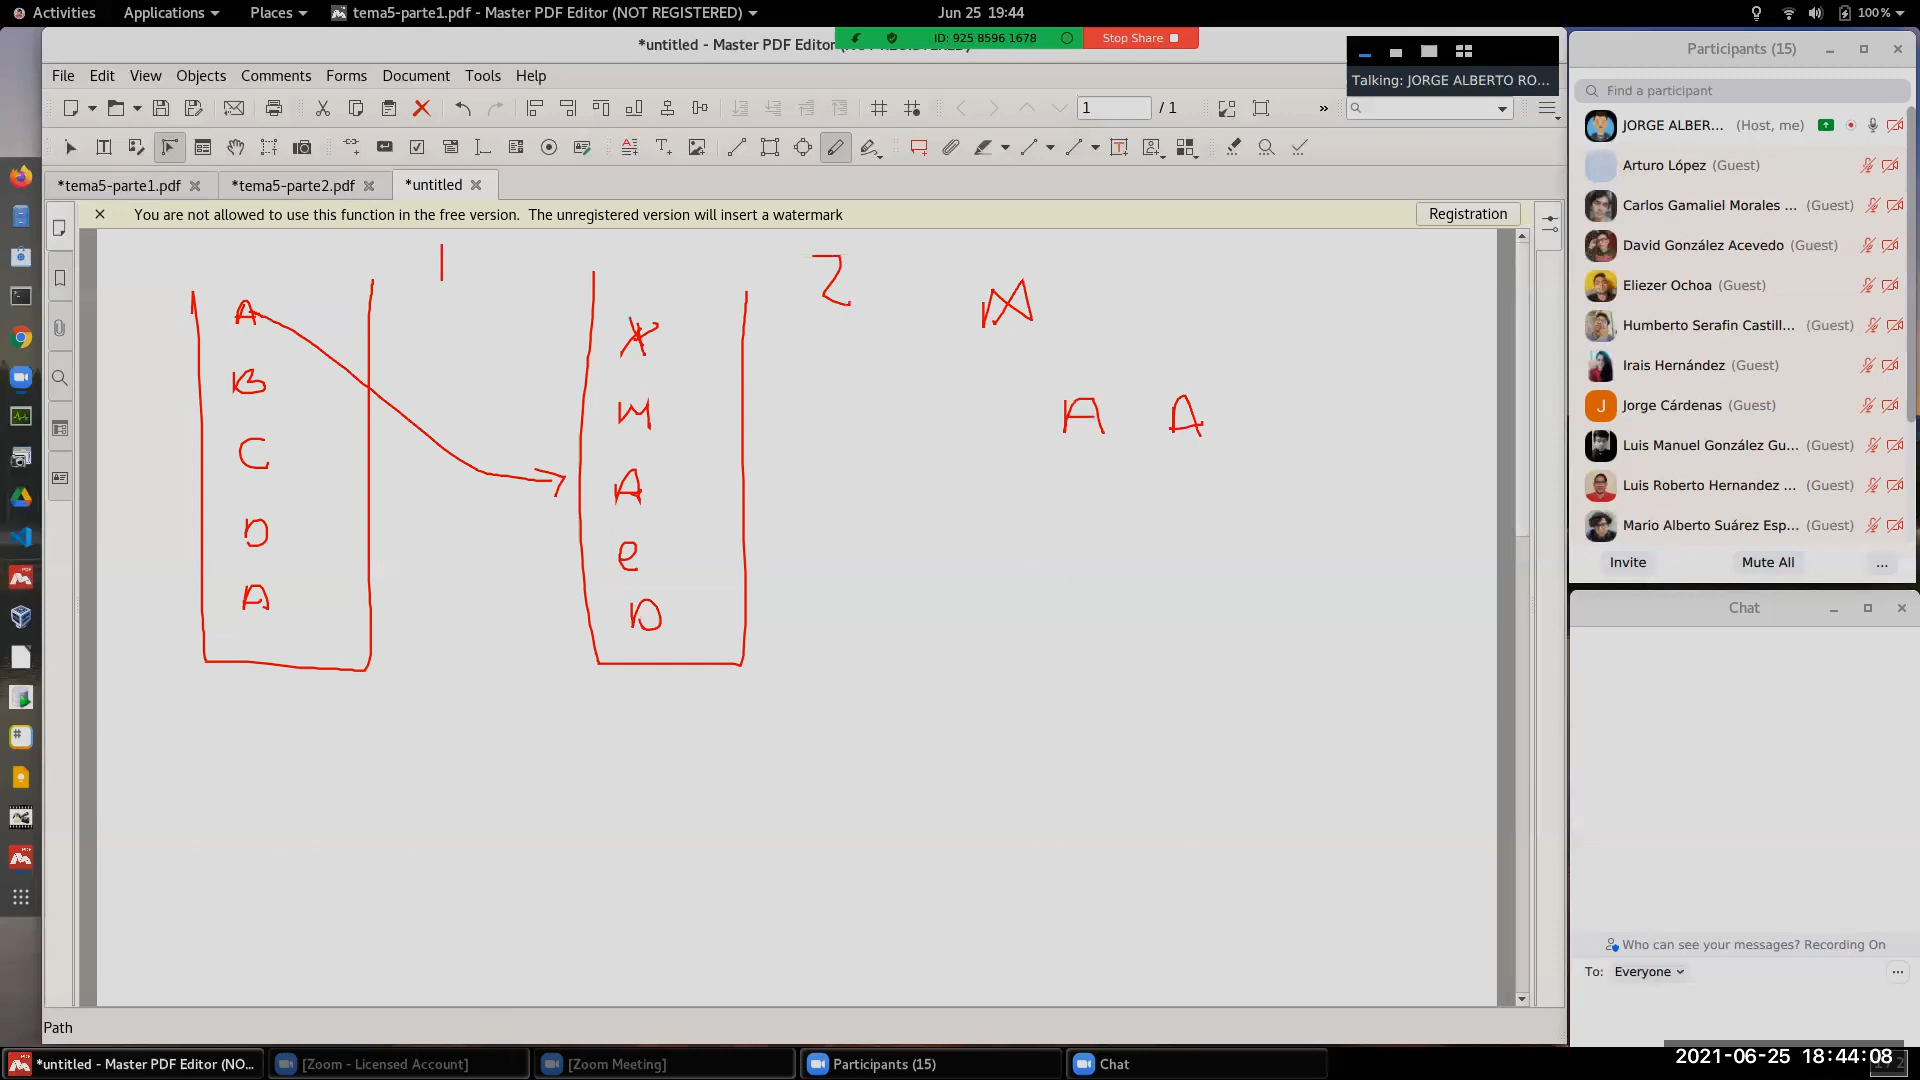 Activities Applications Places tema5-parte1.pdf - Master PDF Editor (NOT REGISTERED) Jun 25 19:44 100%
*untitled - Master PDF Editor
ID: 925 8596 1678 Stop Share
Talking: JORGE ALBERTO RO...
File Edit View Objects Comments Forms Document Tools Help
1 / 1
*tema5-parte1.pdf *tema5-parte2.pdf *untitled
You are not allowed to use this function in the free version. The unregistered version will insert a watermark Registration
1 2
A X ⋈
B M A A
C A
D e
A D
Path
Participants (15)
Find a participant
JORGE ALBER... (Host, me)
Arturo López (Guest)
Carlos Gamaliel Morales ... (Guest)
David González Acevedo (Guest)
Eliezer Ochoa (Guest)
Humberto Serafin Castill... (Guest)
Irais Hernández (Guest)
J Jorge Cárdenas (Guest)
Luis Manuel González Gu... (Guest)
Luis Roberto Hernandez ... (Guest)
Mario Alberto Suárez Esp... (Guest)
Invite Mute All ...
Chat
Who can see your messages? Recording On
To: Everyone
*untitled - Master PDF Editor (NO... [Zoom - Licensed Account] [Zoom Meeting] Participants (15) Chat
2021-06-25 18:44:08